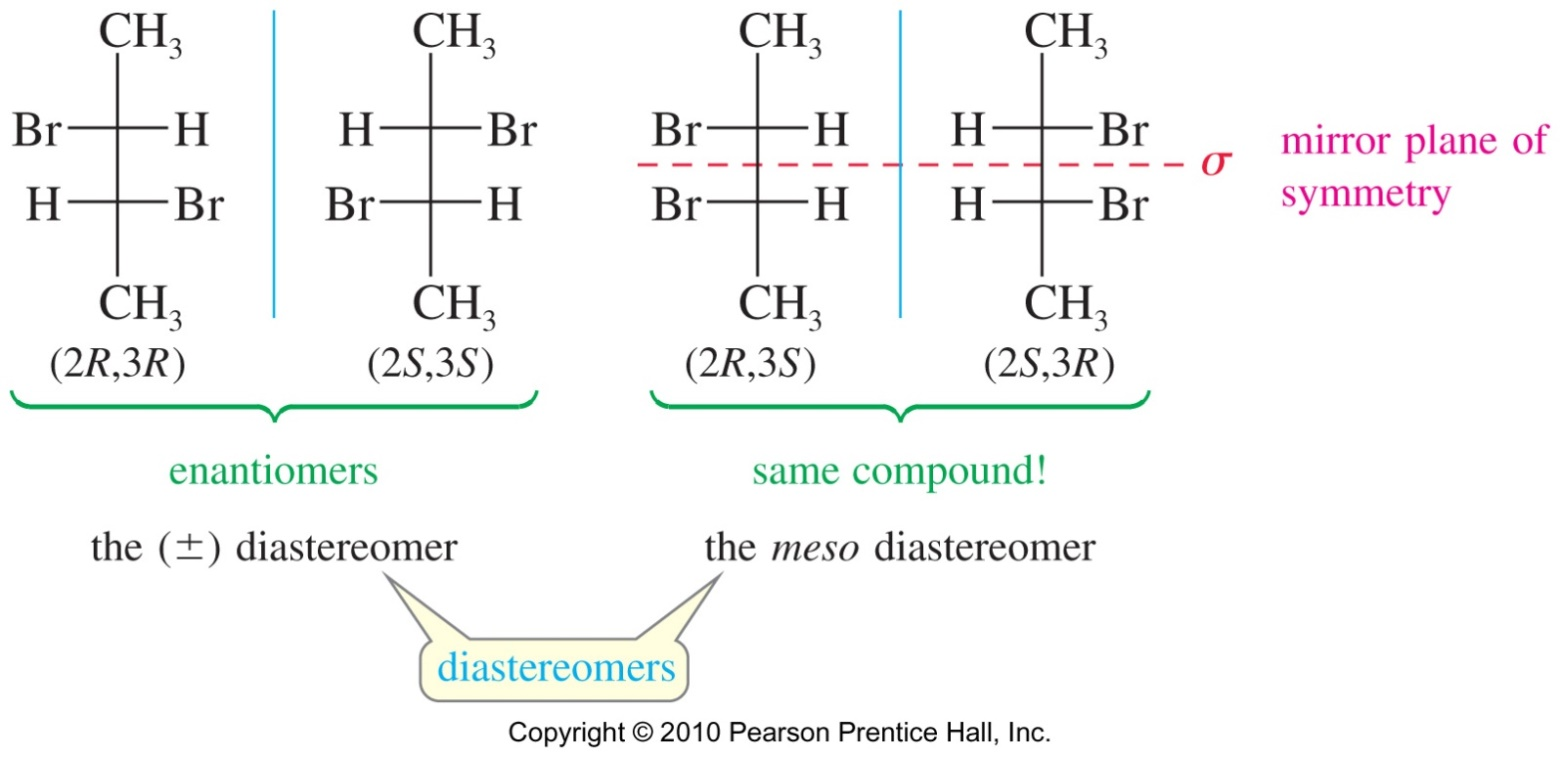 CH₃ CH₃ CH₃ CH₃
Br H H Br Br H H Br
σ
mirror plane of
symmetry
H Br Br H Br H H Br
CH₃ CH₃ CH₃ CH₃
(2R,3R) (2S,3S) (2R,3S) (2S,3R)
enantiomers same compound!
the (±) diastereomer the meso diastereomer
diastereomers
Copyright © 2010 Pearson Prentice Hall, Inc.